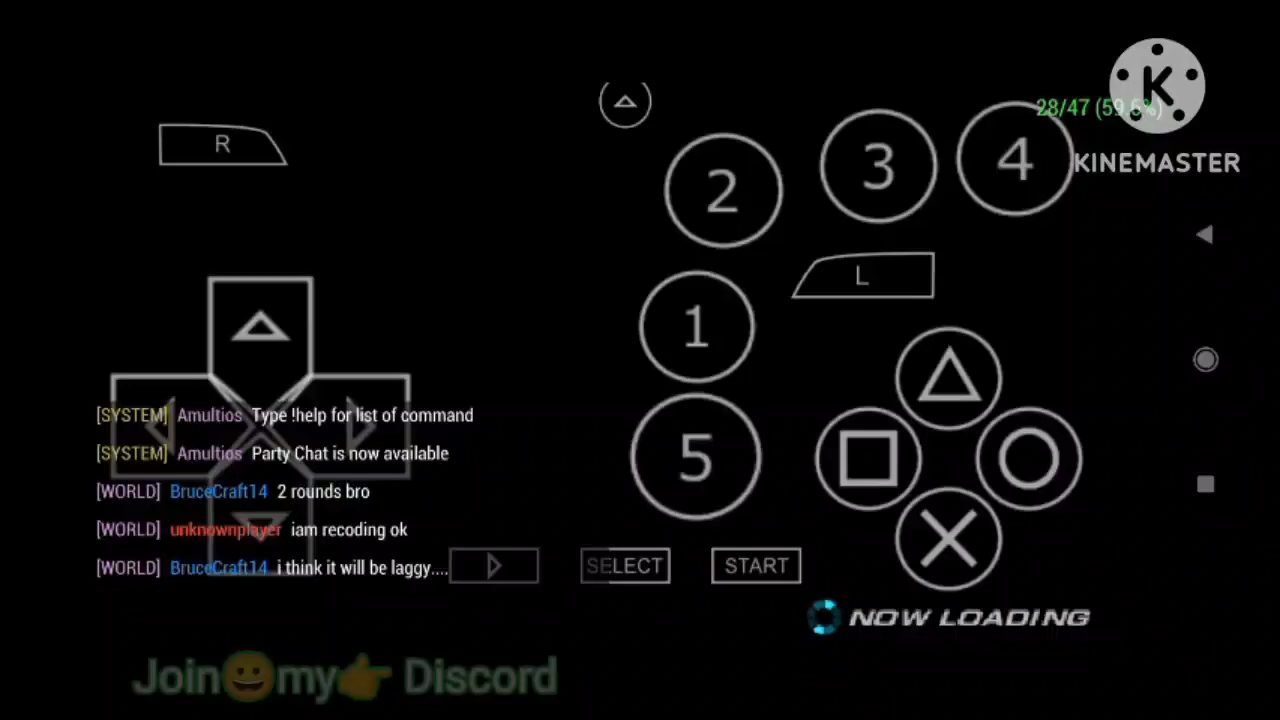 28/47 (59.6%)
KINEMASTER
R
2
3
4
L
1
5
[SYSTEM] Amultios Type !help for list of command
[SYSTEM] Amultios Party Chat is now available
[WORLD] BruceCraft14 2 rounds bro
[WORLD] unknownplayer iam recoding ok
[WORLD] BruceCraft14 i think it will be laggy....
SELECT
START
NOW LOADING
Join😀my👉 Discord